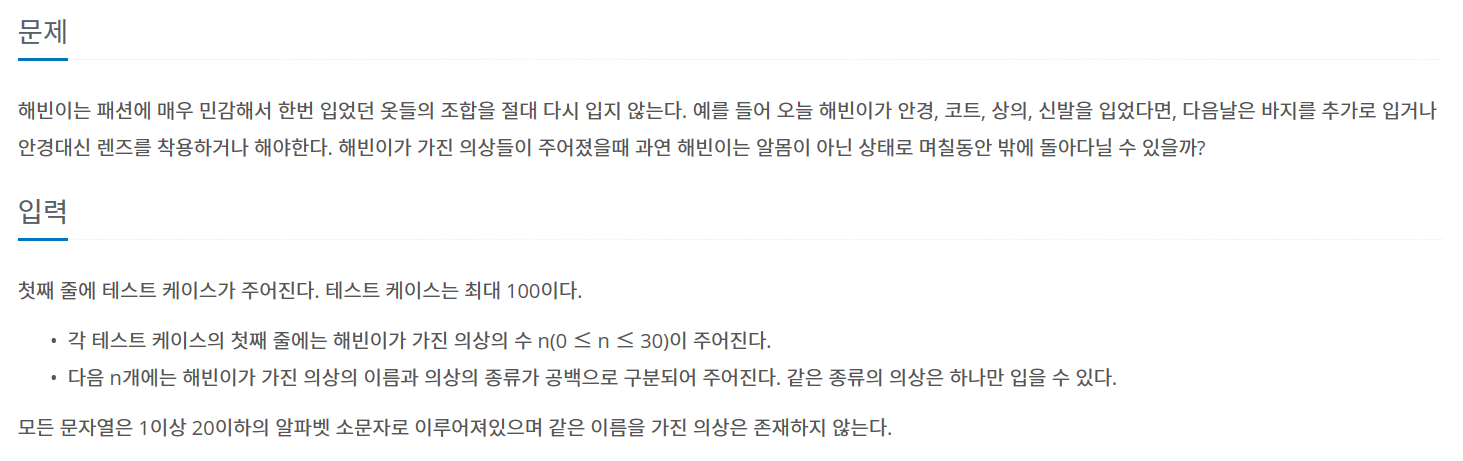 문제
해빈이는 패션에 매우 민감해서 한번 입었던 옷들의 조합을 절대 다시 입지 않는다. 예를 들어 오늘 해빈이가 안경, 코트, 상의, 신발을 입었다면, 다음날은 바지를 추가로 입거나
안경대신 렌즈를 착용하거나 해야한다. 해빈이가 가진 의상들이 주어졌을때 과연 해빈이는 알몸이 아닌 상태로 며칠동안 밖에 돌아다닐 수 있을까?
입력
첫째 줄에 테스트 케이스가 주어진다. 테스트 케이스는 최대 100이다.
• 각 테스트 케이스의 첫째 줄에는 해빈이가 가진 의상의 수 n(0 ≤ n ≤ 30)이 주어진다.
• 다음 n개에는 해빈이가 가진 의상의 이름과 의상의 종류가 공백으로 구분되어 주어진다. 같은 종류의 의상은 하나만 입을 수 있다.
모든 문자열은 1이상 20이하의 알파벳 소문자로 이루어져있으며 같은 이름을 가진 의상은 존재하지 않는다.